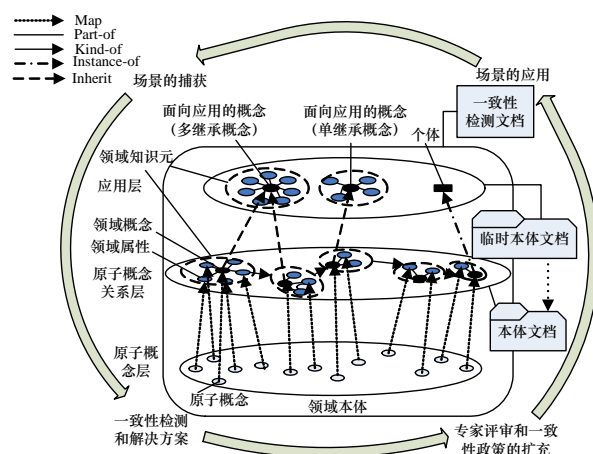 Map
Part-of
Kind-of
Instance-of
Inherit
场景的捕获
场景的应用
一致性
检测文档
面向应用的概念
(多继承概念)
面向应用的概念
(单继承概念)
个体
领域知识元
应用层
领域概念
领域属性
原子概念
关系层
临时本体文档
本体文档
原子概
念层
原子概念
领域本体
一致性检测
和解决方案
专家评审和一致
性政策的扩充